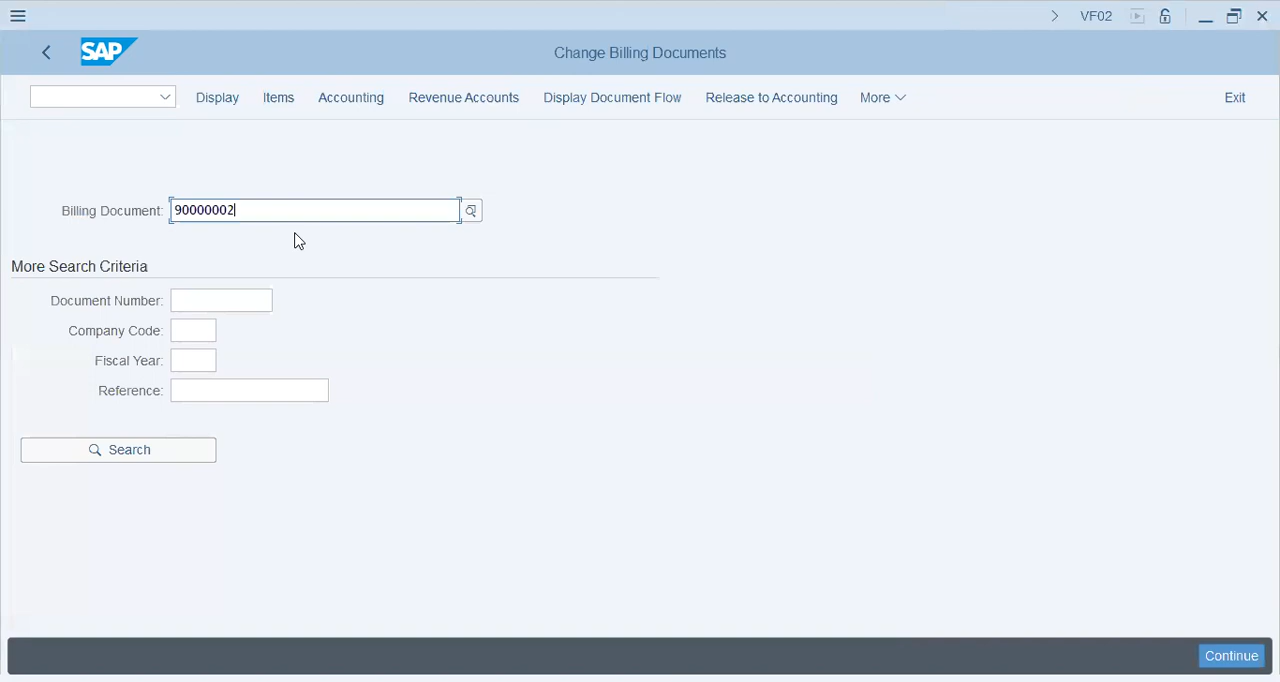 VF02
SAP
Change Billing Documents
Display Items Accounting Revenue Accounts Display Document Flow Release to Accounting More Exit
Billing Document: 90000002
More Search Criteria
Document Number:
Company Code:
Fiscal Year:
Reference:
Search
Continue